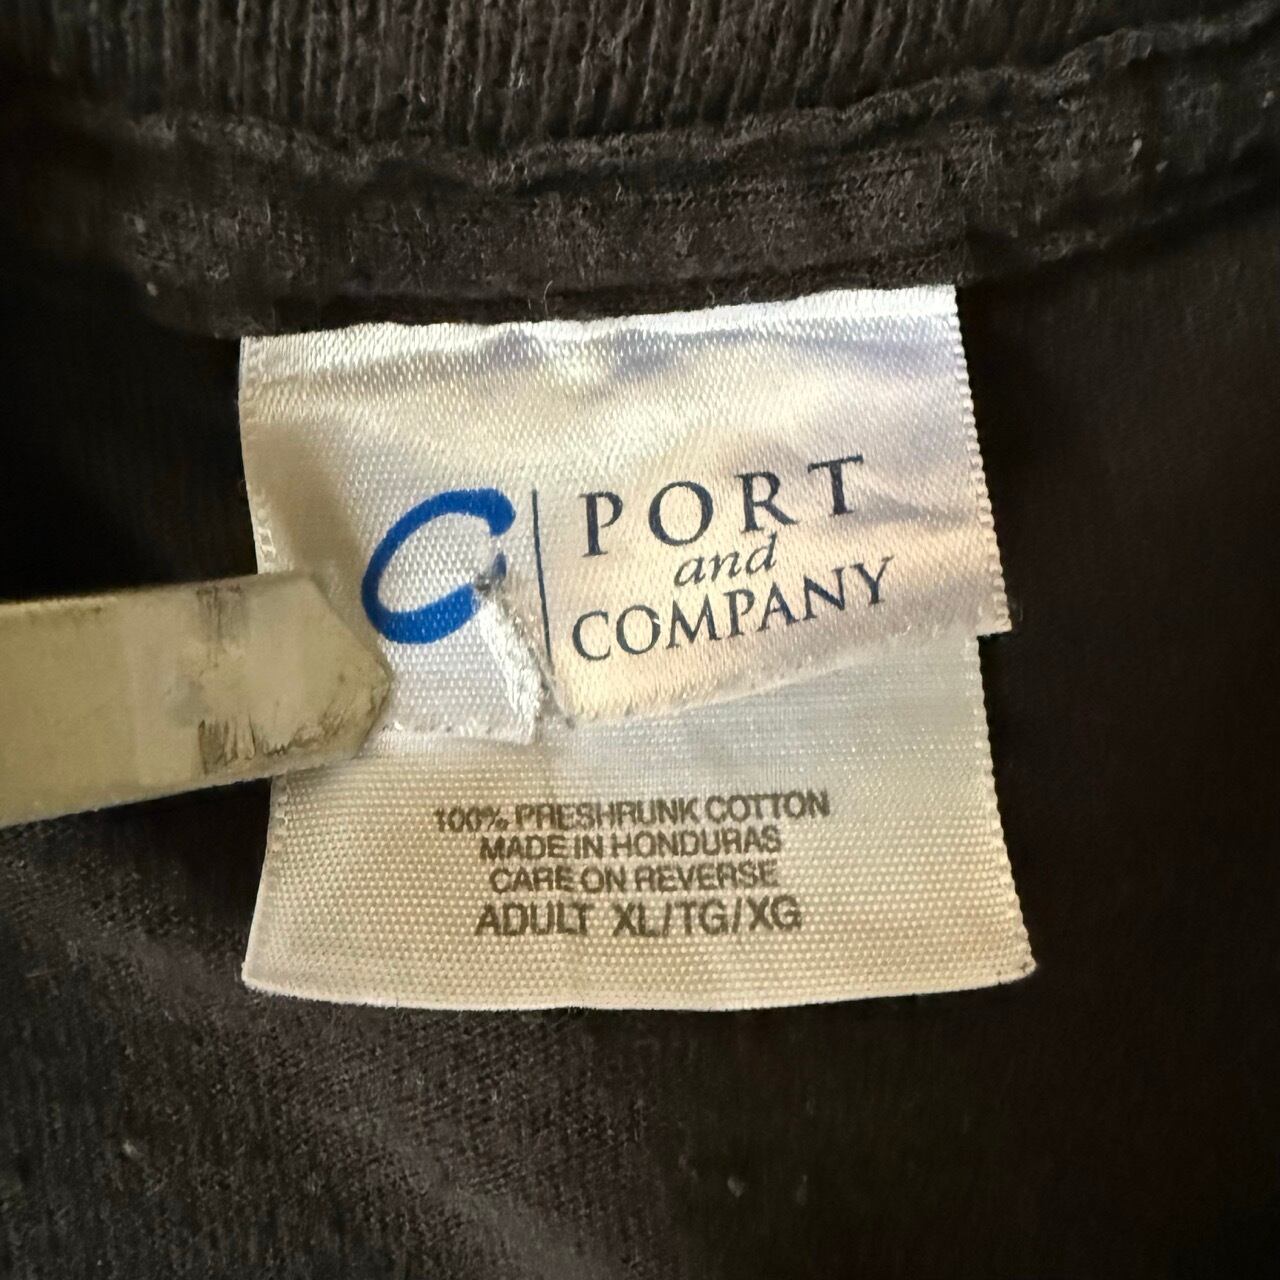 PORT
and
COMPANY
100% PRESHRUNK COTTON
MADE IN HONDURAS
CARE ON REVERSE
ADULT XL/TG/XG